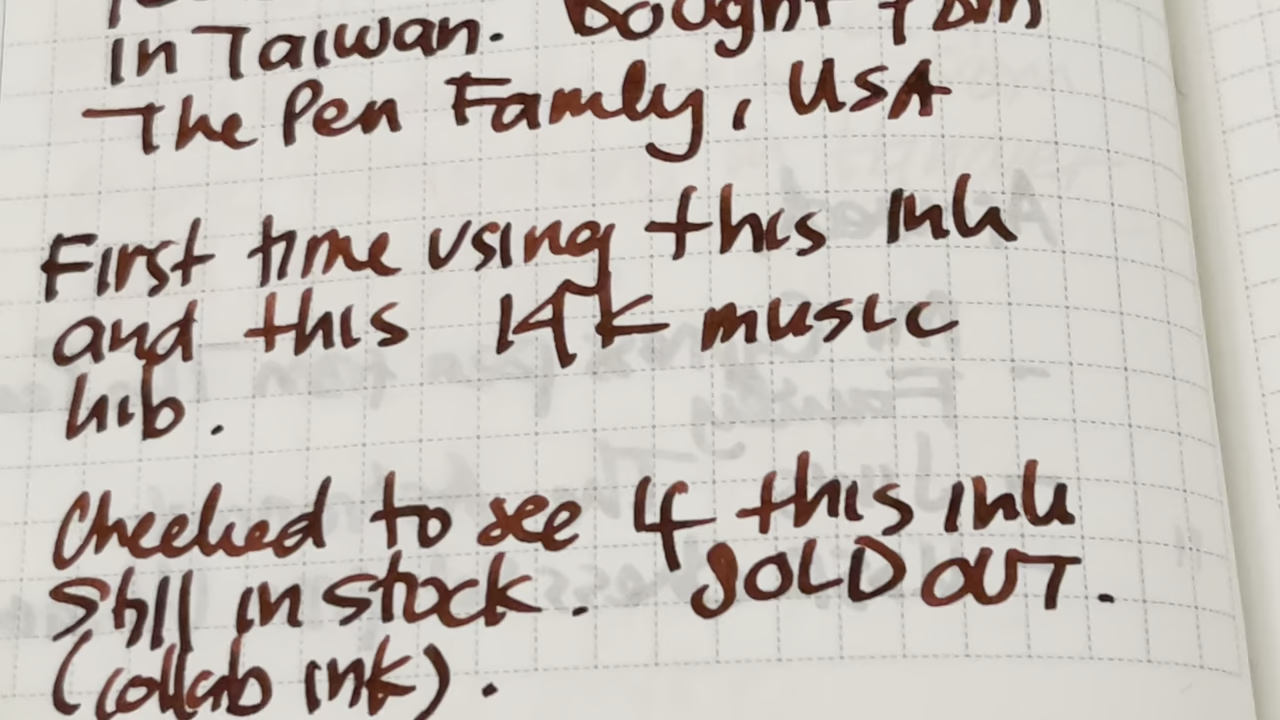 In Taiwan. Bought from
The Pen Family, USA
First time using this ink
and this 14K music
nib.
Checked to see if this ink
still in stock. SOLD OUT.
(collab ink).